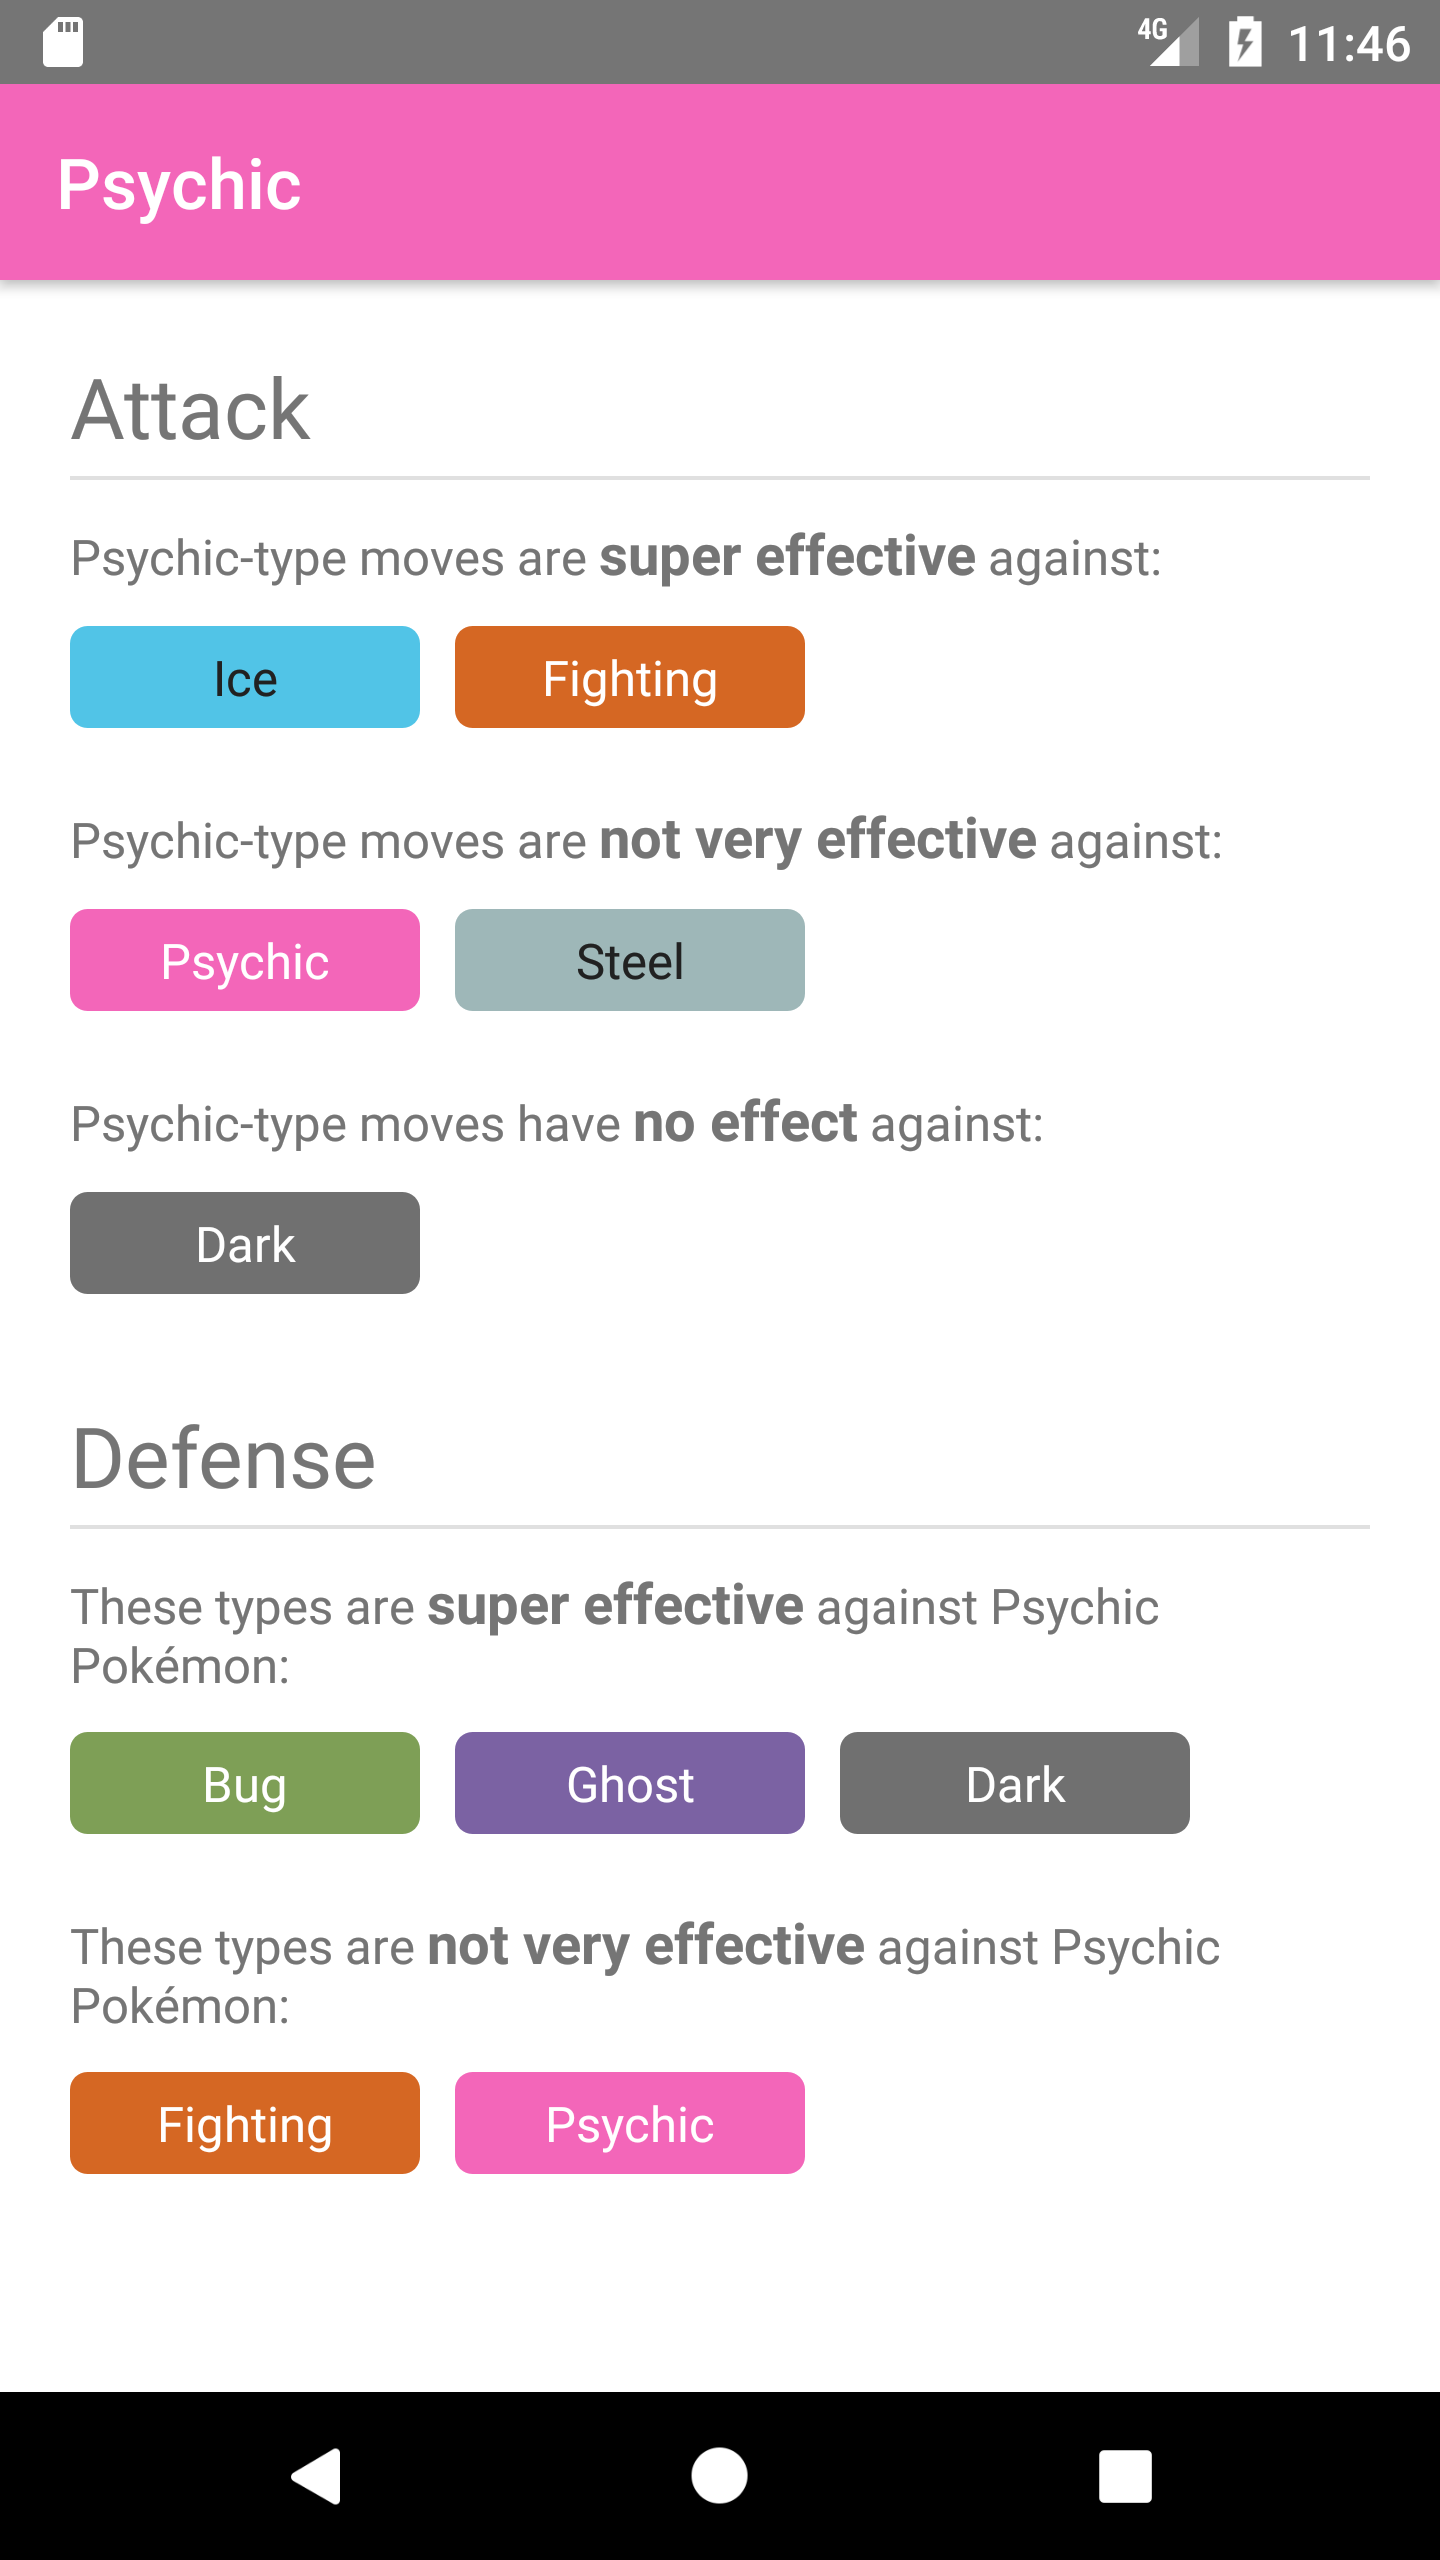 4G 11:46
Psychic
Attack
Psychic-type moves are super effective against:
Ice Fighting
Psychic-type moves are not very effective against:
Psychic Steel
Psychic-type moves have no effect against:
Dark
Defense
These types are super effective against Psychic
Pokémon:
Bug Ghost Dark
These types are not very effective against Psychic
Pokémon:
Fighting Psychic